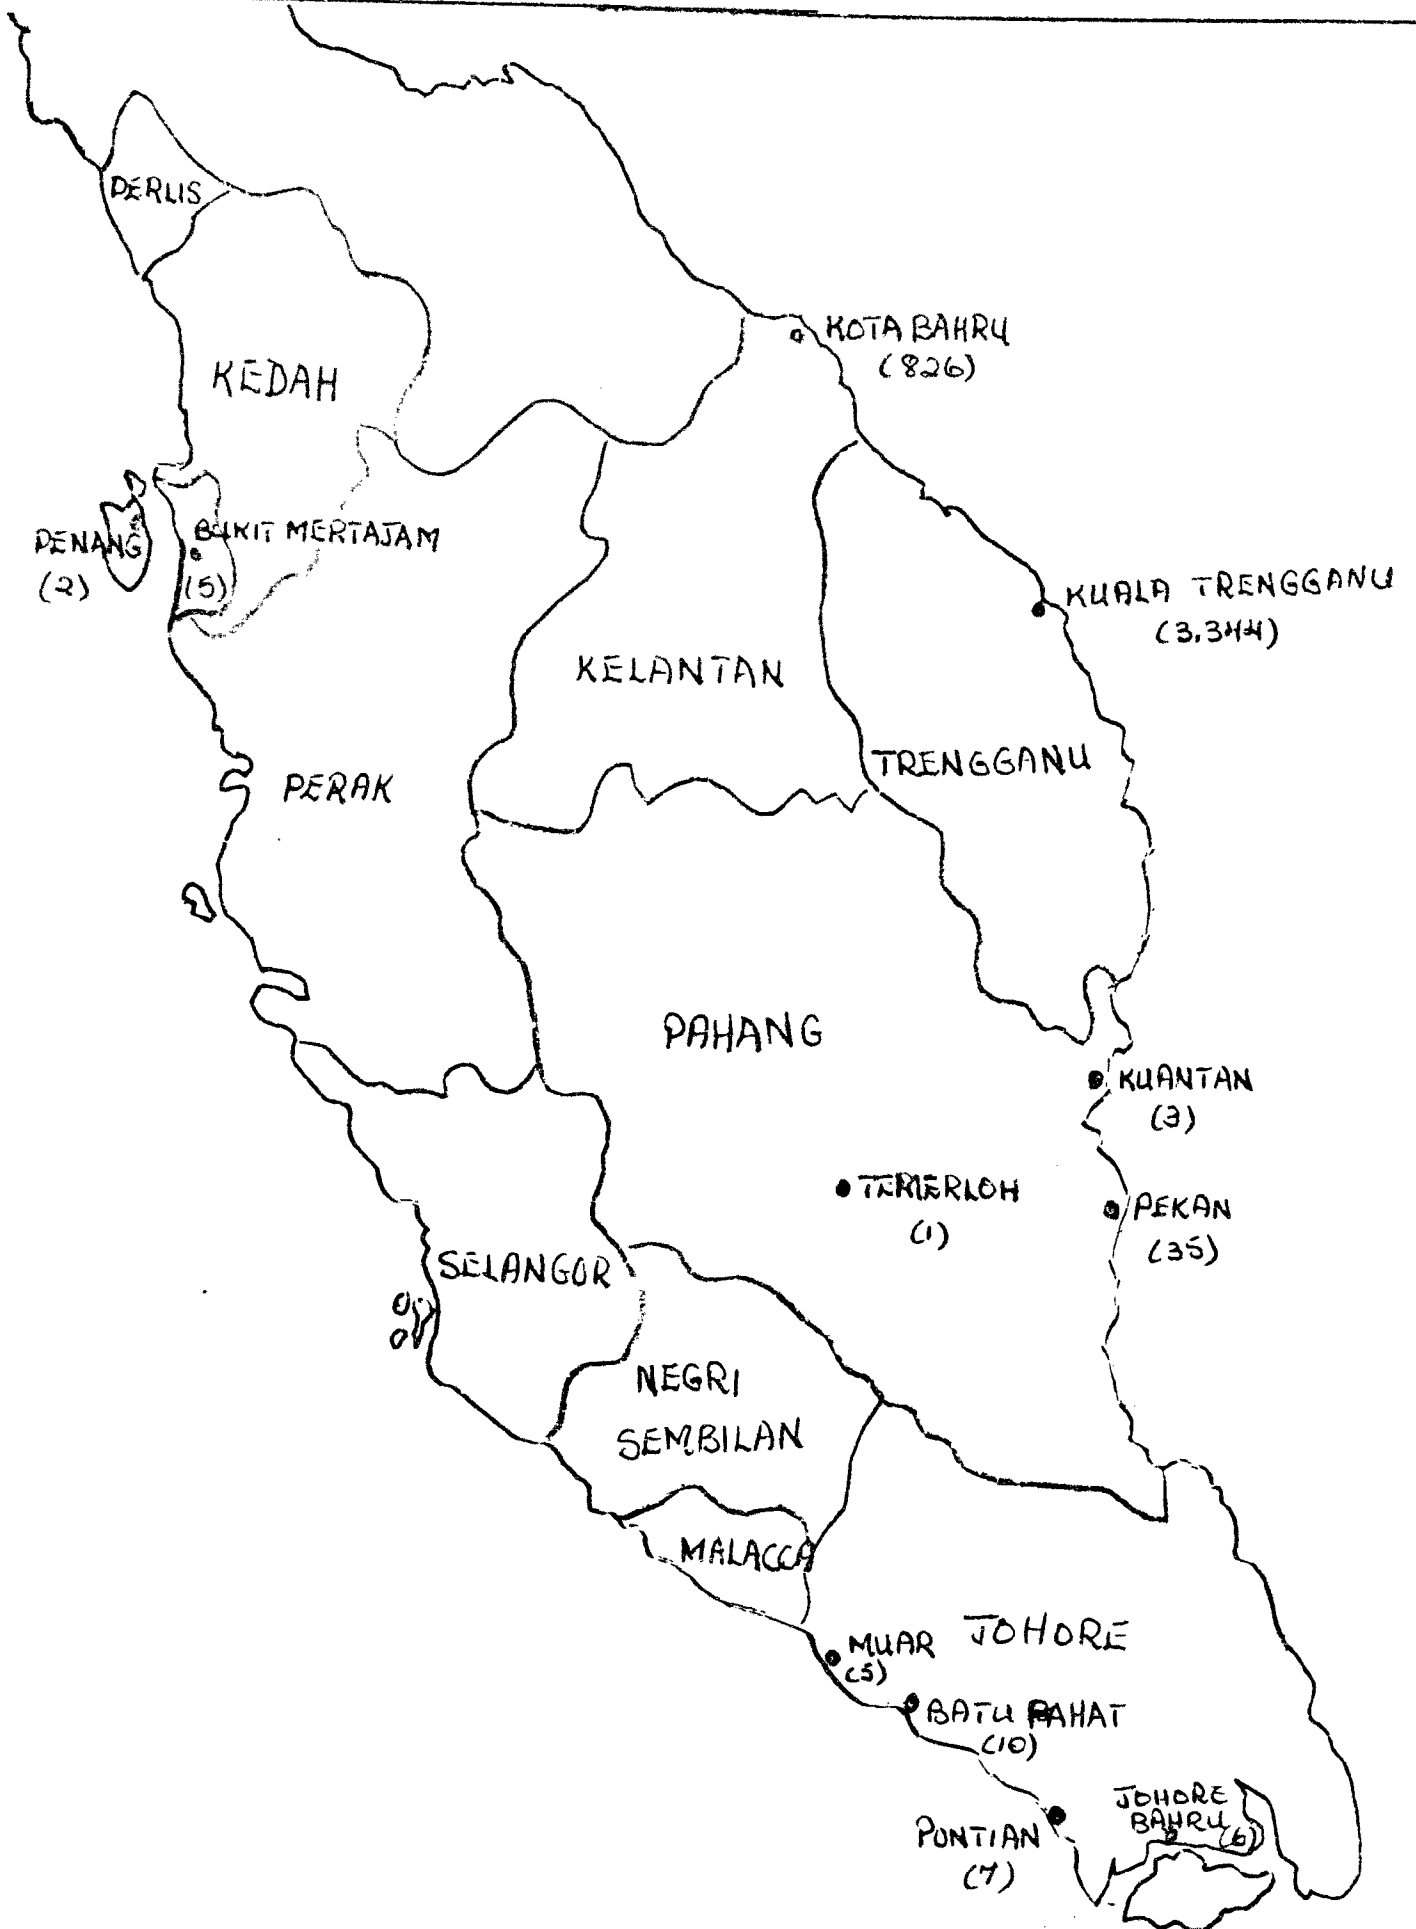 PERLIS
KOTA BAHRU
(826)
KEDAH
BUKIT MERTAJAM
(5)
PENANG
(2)
KUALA TRENGGANU
(3,344)
KELANTAN
TRENGGANU
PERAK
PAHANG
KUANTAN
(3)
TEMERLOH
(1)
PEKAN
(35)
SELANGOR
NEGRI
SEMBILAN
MALACCA
JOHORE
MUAR
(5)
BATU PAHAT
(10)
JOHORE
BAHRU (6)
PONTIAN
(7)